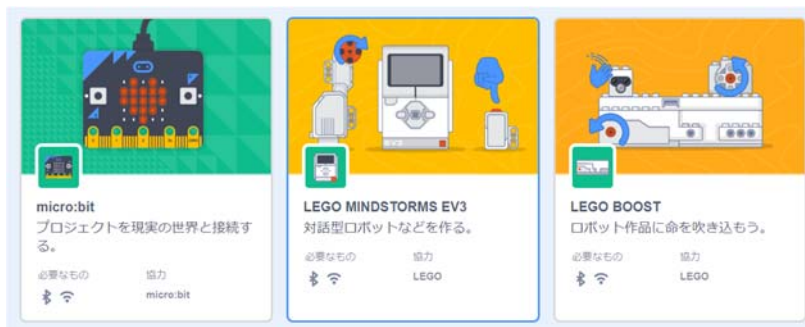 micro:bit
プロジェクトを現実の世界と接続す
る。
必要なもの
協力
micro:bit
LEGO MINDSTORMS EV3
対話型ロボットなどを作る。
必要なもの
協力
LEGO
LEGO BOOST
ロボット作品に命を吹き込もう。
必要なもの
協力
LEGO